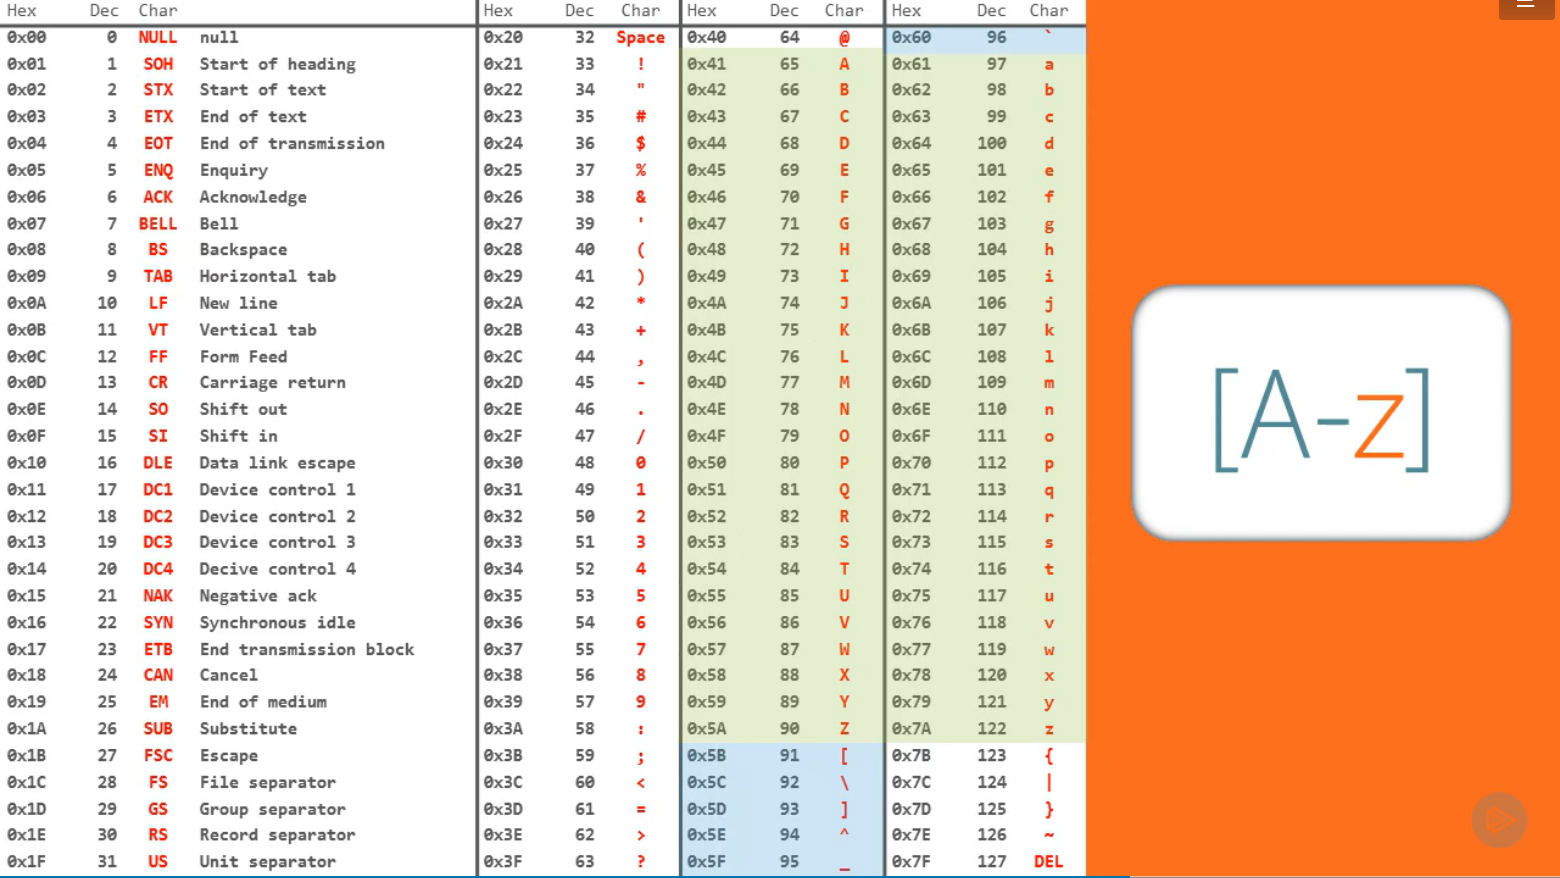 Hex Dec Char Hex Dec Char Hex Dec Char Hex Dec Char
0x00 0 NULL null 0x20 32 Space 0x40 64 @ 0x60 96 `
0x01 1 SOH Start of heading 0x21 33 ! 0x41 65 A 0x61 97 a
0x02 2 STX Start of text 0x22 34 " 0x42 66 B 0x62 98 b
0x03 3 ETX End of text 0x23 35 # 0x43 67 C 0x63 99 c
0x04 4 EOT End of transmission 0x24 36 $ 0x44 68 D 0x64 100 d
0x05 5 ENQ Enquiry 0x25 37 % 0x45 69 E 0x65 101 e
0x06 6 ACK Acknowledge 0x26 38 & 0x46 70 F 0x66 102 f
0x07 7 BELL Bell 0x27 39 ' 0x47 71 G 0x67 103 g
0x08 8 BS Backspace 0x28 40 ( 0x48 72 H 0x68 104 h
0x09 9 TAB Horizontal tab 0x29 41 ) 0x49 73 I 0x69 105 i
0x0A 10 LF New line 0x2A 42 * 0x4A 74 J 0x6A 106 j
0x0B 11 VT Vertical tab 0x2B 43 + 0x4B 75 K 0x6B 107 k
0x0C 12 FF Form Feed 0x2C 44 , 0x4C 76 L 0x6C 108 l
0x0D 13 CR Carriage return 0x2D 45 - 0x4D 77 M 0x6D 109 m
0x0E 14 SO Shift out 0x2E 46 . 0x4E 78 N 0x6E 110 n
0x0F 15 SI Shift in 0x2F 47 / 0x4F 79 O 0x6F 111 o
0x10 16 DLE Data link escape 0x30 48 0 0x50 80 P 0x70 112 p
0x11 17 DC1 Device control 1 0x31 49 1 0x51 81 Q 0x71 113 q
0x12 18 DC2 Device control 2 0x32 50 2 0x52 82 R 0x72 114 r
0x13 19 DC3 Device control 3 0x33 51 3 0x53 83 S 0x73 115 s
0x14 20 DC4 Decive control 4 0x34 52 4 0x54 84 T 0x74 116 t
0x15 21 NAK Negative ack 0x35 53 5 0x55 85 U 0x75 117 u
0x16 22 SYN Synchronous idle 0x36 54 6 0x56 86 V 0x76 118 v
0x17 23 ETB End transmission block 0x37 55 7 0x57 87 W 0x77 119 w
0x18 24 CAN Cancel 0x38 56 8 0x58 88 X 0x78 120 x
0x19 25 EM End of medium 0x39 57 9 0x59 89 Y 0x79 121 y
0x1A 26 SUB Substitute 0x3A 58 : 0x5A 90 Z 0x7A 122 z
0x1B 27 FSC Escape 0x3B 59 ; 0x5B 91 [ 0x7B 123 {
0x1C 28 FS File separator 0x3C 60 < 0x5C 92 \ 0x7C 124 |
0x1D 29 GS Group separator 0x3D 61 = 0x5D 93 ] 0x7D 125 }
0x1E 30 RS Record separator 0x3E 62 > 0x5E 94 ^ 0x7E 126 ~
0x1F 31 US Unit separator 0x3F 63 ? 0x5F 95 _ 0x7F 127 DEL
[A-z]